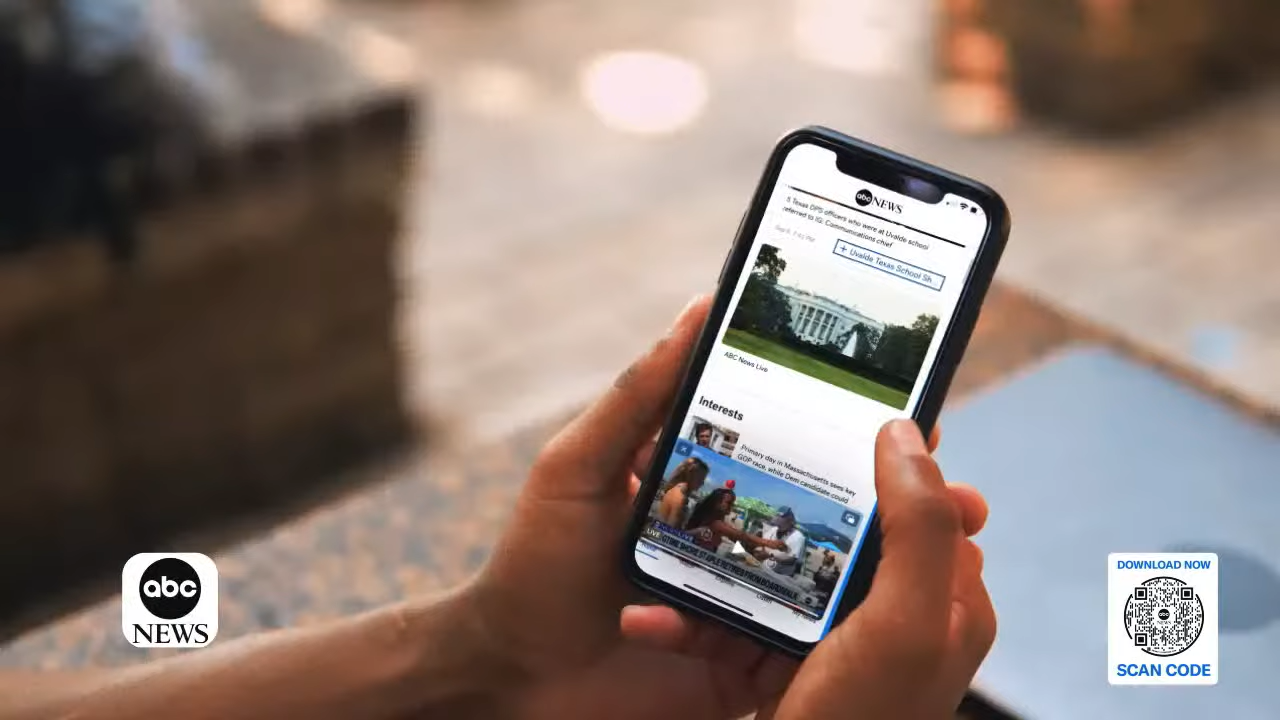 abc NEWS
5 Texas DPS officers who were at Uvalde school
referred to IG: Communications chief
+ Uvalde Texas School Sh...
ABC News Live
Interests
Primary day in Massachusetts sees key
GOP race, while Dem candidate could
LIVE
abc
NEWS
DOWNLOAD NOW
abc
SCAN CODE